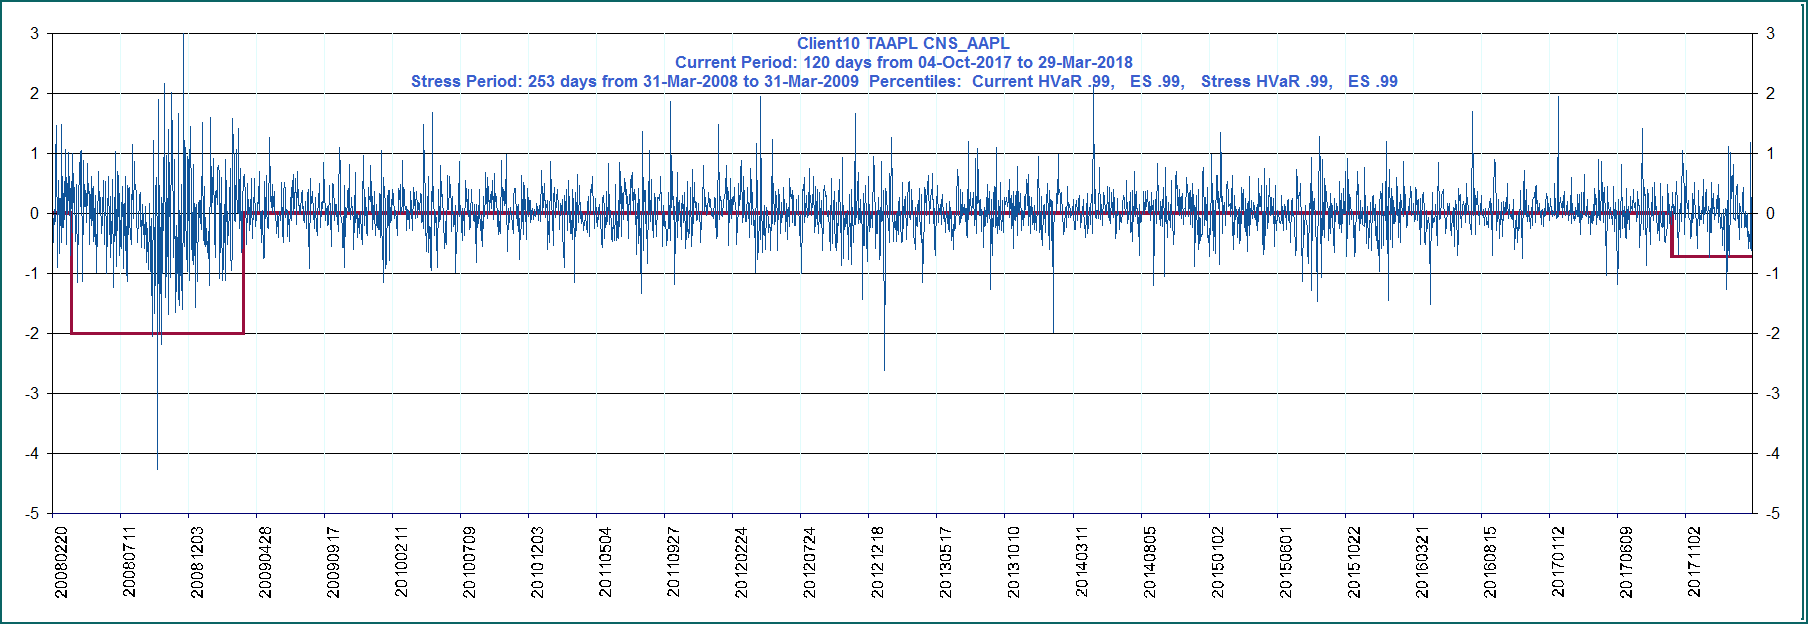 Client10 TAAPL CNS_AAPL
Current Period: 120 days from 04-Oct-2017 to 29-Mar-2018
Stress Period: 253 days from 31-Mar-2008 to 31-Mar-2009  Percentiles:  Current HVaR .99,   ES .99,   Stress HVaR .99,   ES .99
3 3
2 2
1 1
0 0
-1 -1
-2 -2
-3 -3
-4 -4
-5 -5
20080220 20080711 20081203 20090428 20090917 20100211 20100709 20101203 20110504 20110927 20120224 20120724 20121218 20130517 20131010 20140311 20140805 20150102 20150601 20151022 20160321 20160815 20170112 20170609 20171102